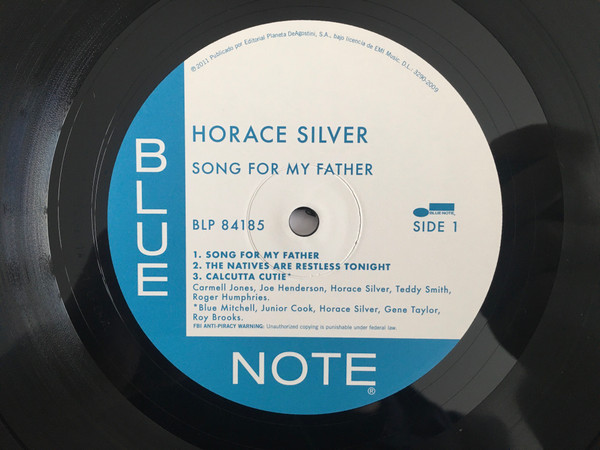 ℗2011 Publicado por Editorial Planeta DeAgostini, S.A., bajo licencia de EMI Music. D.L.: 3290-2009
HORACE SILVER
SONG FOR MY FATHER
BLUE NOTE
BLP 84185
SIDE 1
1. SONG FOR MY FATHER
2. THE NATIVES ARE RESTLESS TONIGHT
3. CALCUTTA CUTIE*
Carmell Jones, Joe Henderson, Horace Silver, Teddy Smith,
Roger Humphries.
*Blue Mitchell, Junior Cook, Horace Silver, Gene Taylor,
Roy Brooks.
FBI ANTI-PIRACY WARNING: Unauthorized copying is punishable under federal law.
BLUE
NOTE®